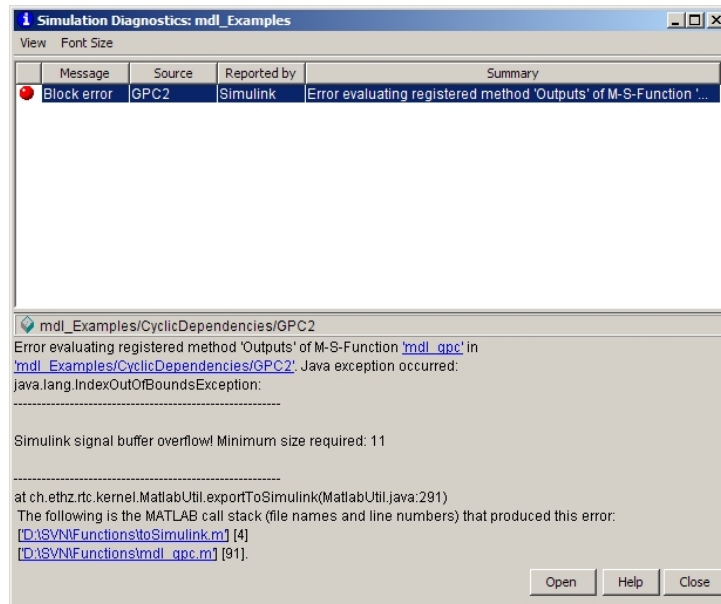 Simulation Diagnostics: mdl_Examples
View Font Size
Message Source Reported by Summary
Block error GPC2 Simulink Error evaluating registered method 'Outputs' of M-S-Function '...
mdl_Examples/CyclicDependencies/GPC2
Error evaluating registered method 'Outputs' of M-S-Function 'mdl_gpc' in
'mdl_Examples/CyclicDependencies/GPC2'. Java exception occurred:
java.lang.IndexOutOfBoundsException:
----------------------------------------------------------
Simulink signal buffer overflow! Minimum size required: 11
----------------------------------------------------------
at ch.ethz.rtc.kernel.MatlabUtil.exportToSimulink(MatlabUtil.java:291)
The following is the MATLAB call stack (file names and line numbers) that produced this error:
['D:\SVN\Functions\toSimulink.m'] [4]
['D:\SVN\Functions\mdl_gpc.m'] [91].
Open Help Close